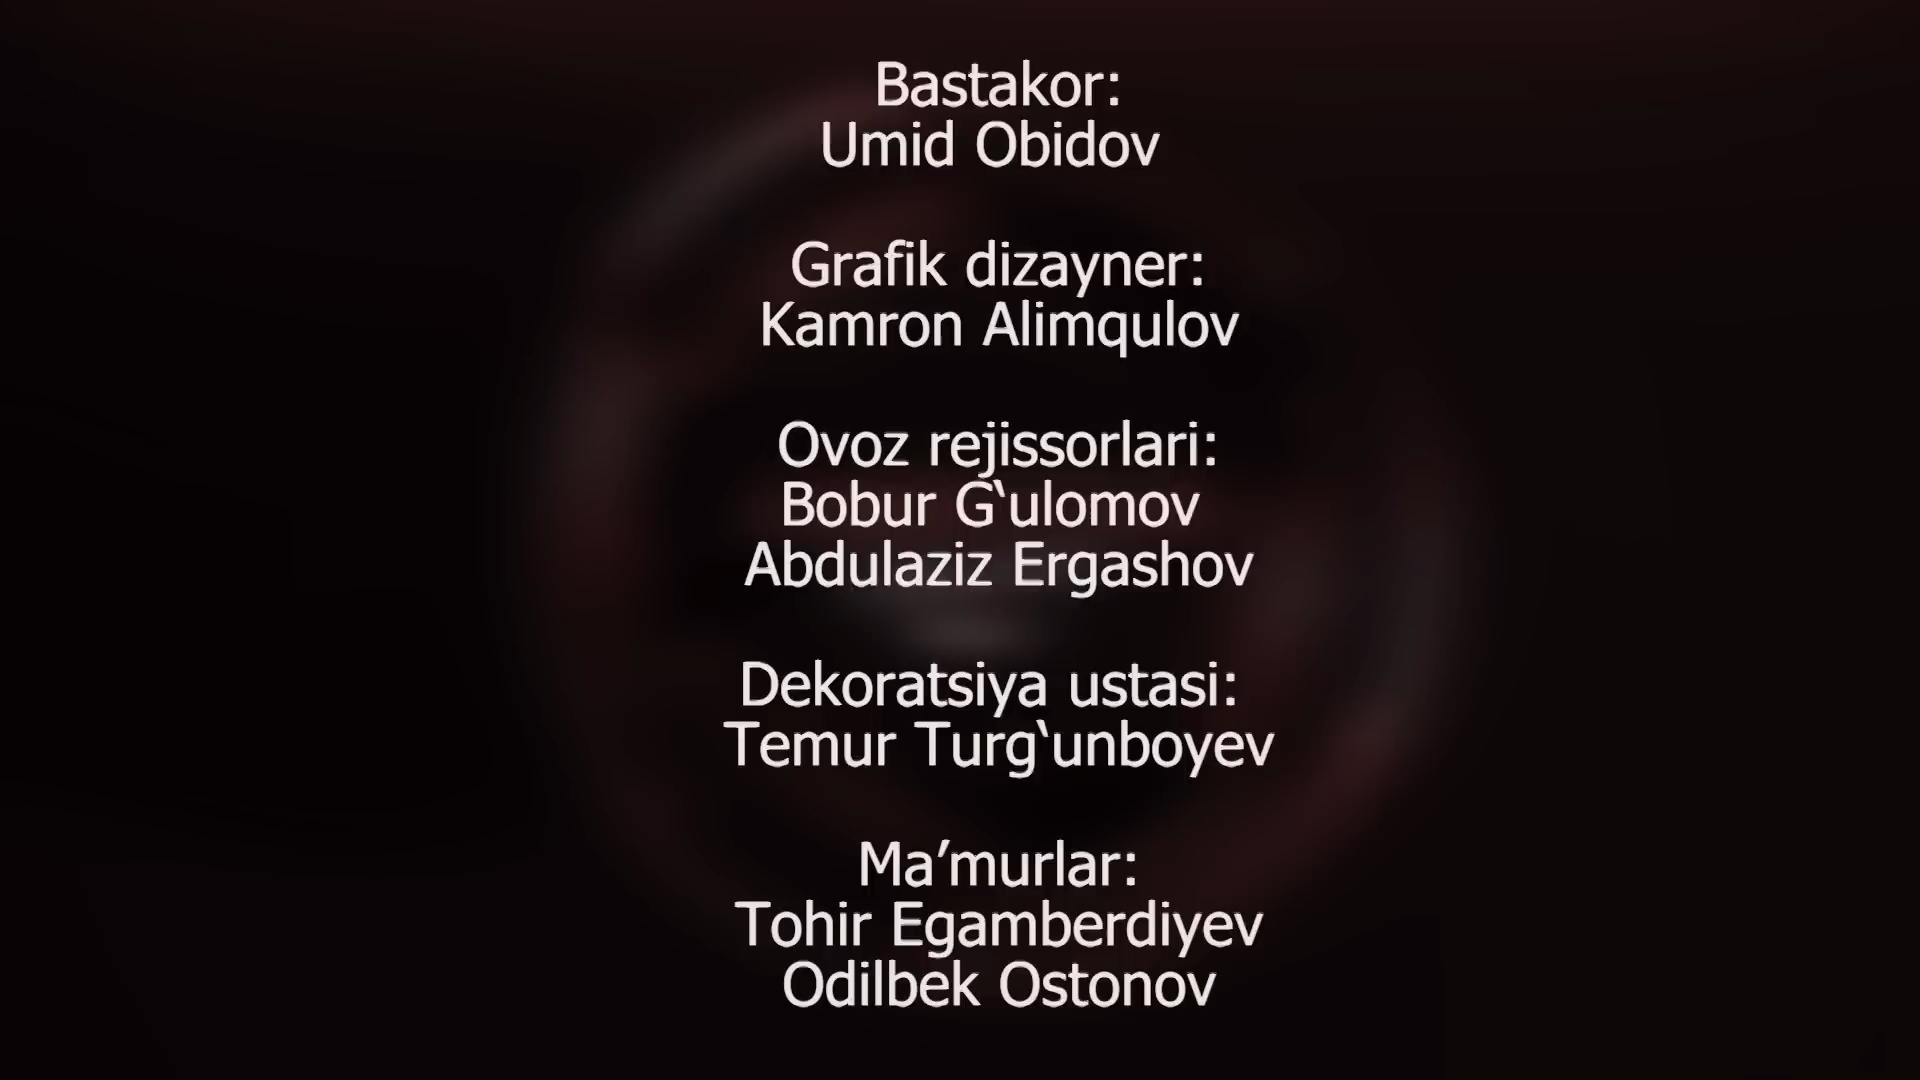 Bastakor:
Umid Obidov
Grafik dizayner:
Kamron Alimqulov
Ovoz rejissorlari:
Bobur G‘ulomov
Abdulaziz Ergashov
Dekoratsiya ustasi:
Temur Turg‘unboyev
Ma’murlar:
Tohir Egamberdiyev
Odilbek Ostonov